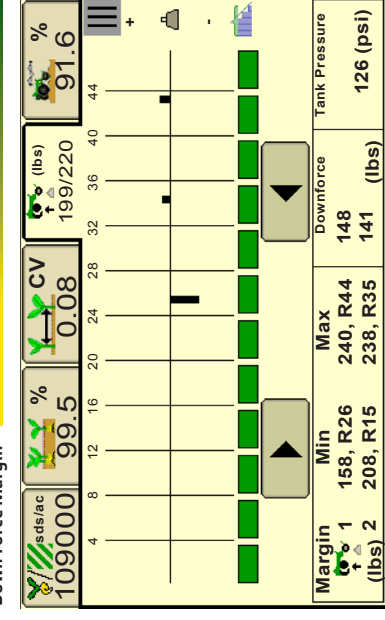 Down Force Margin
sds/ac
109000
%
99.5
CV
0.08
(lbs)
199/220
%
91.6
+
-
4 8 12 16 20 24 28 32 36 40 44
Margin Min Max Downforce Tank Pressure
1 158, R26 240, R44 148 126 (psi)
(lbs) 2 208, R15 238, R35 141 (lbs)